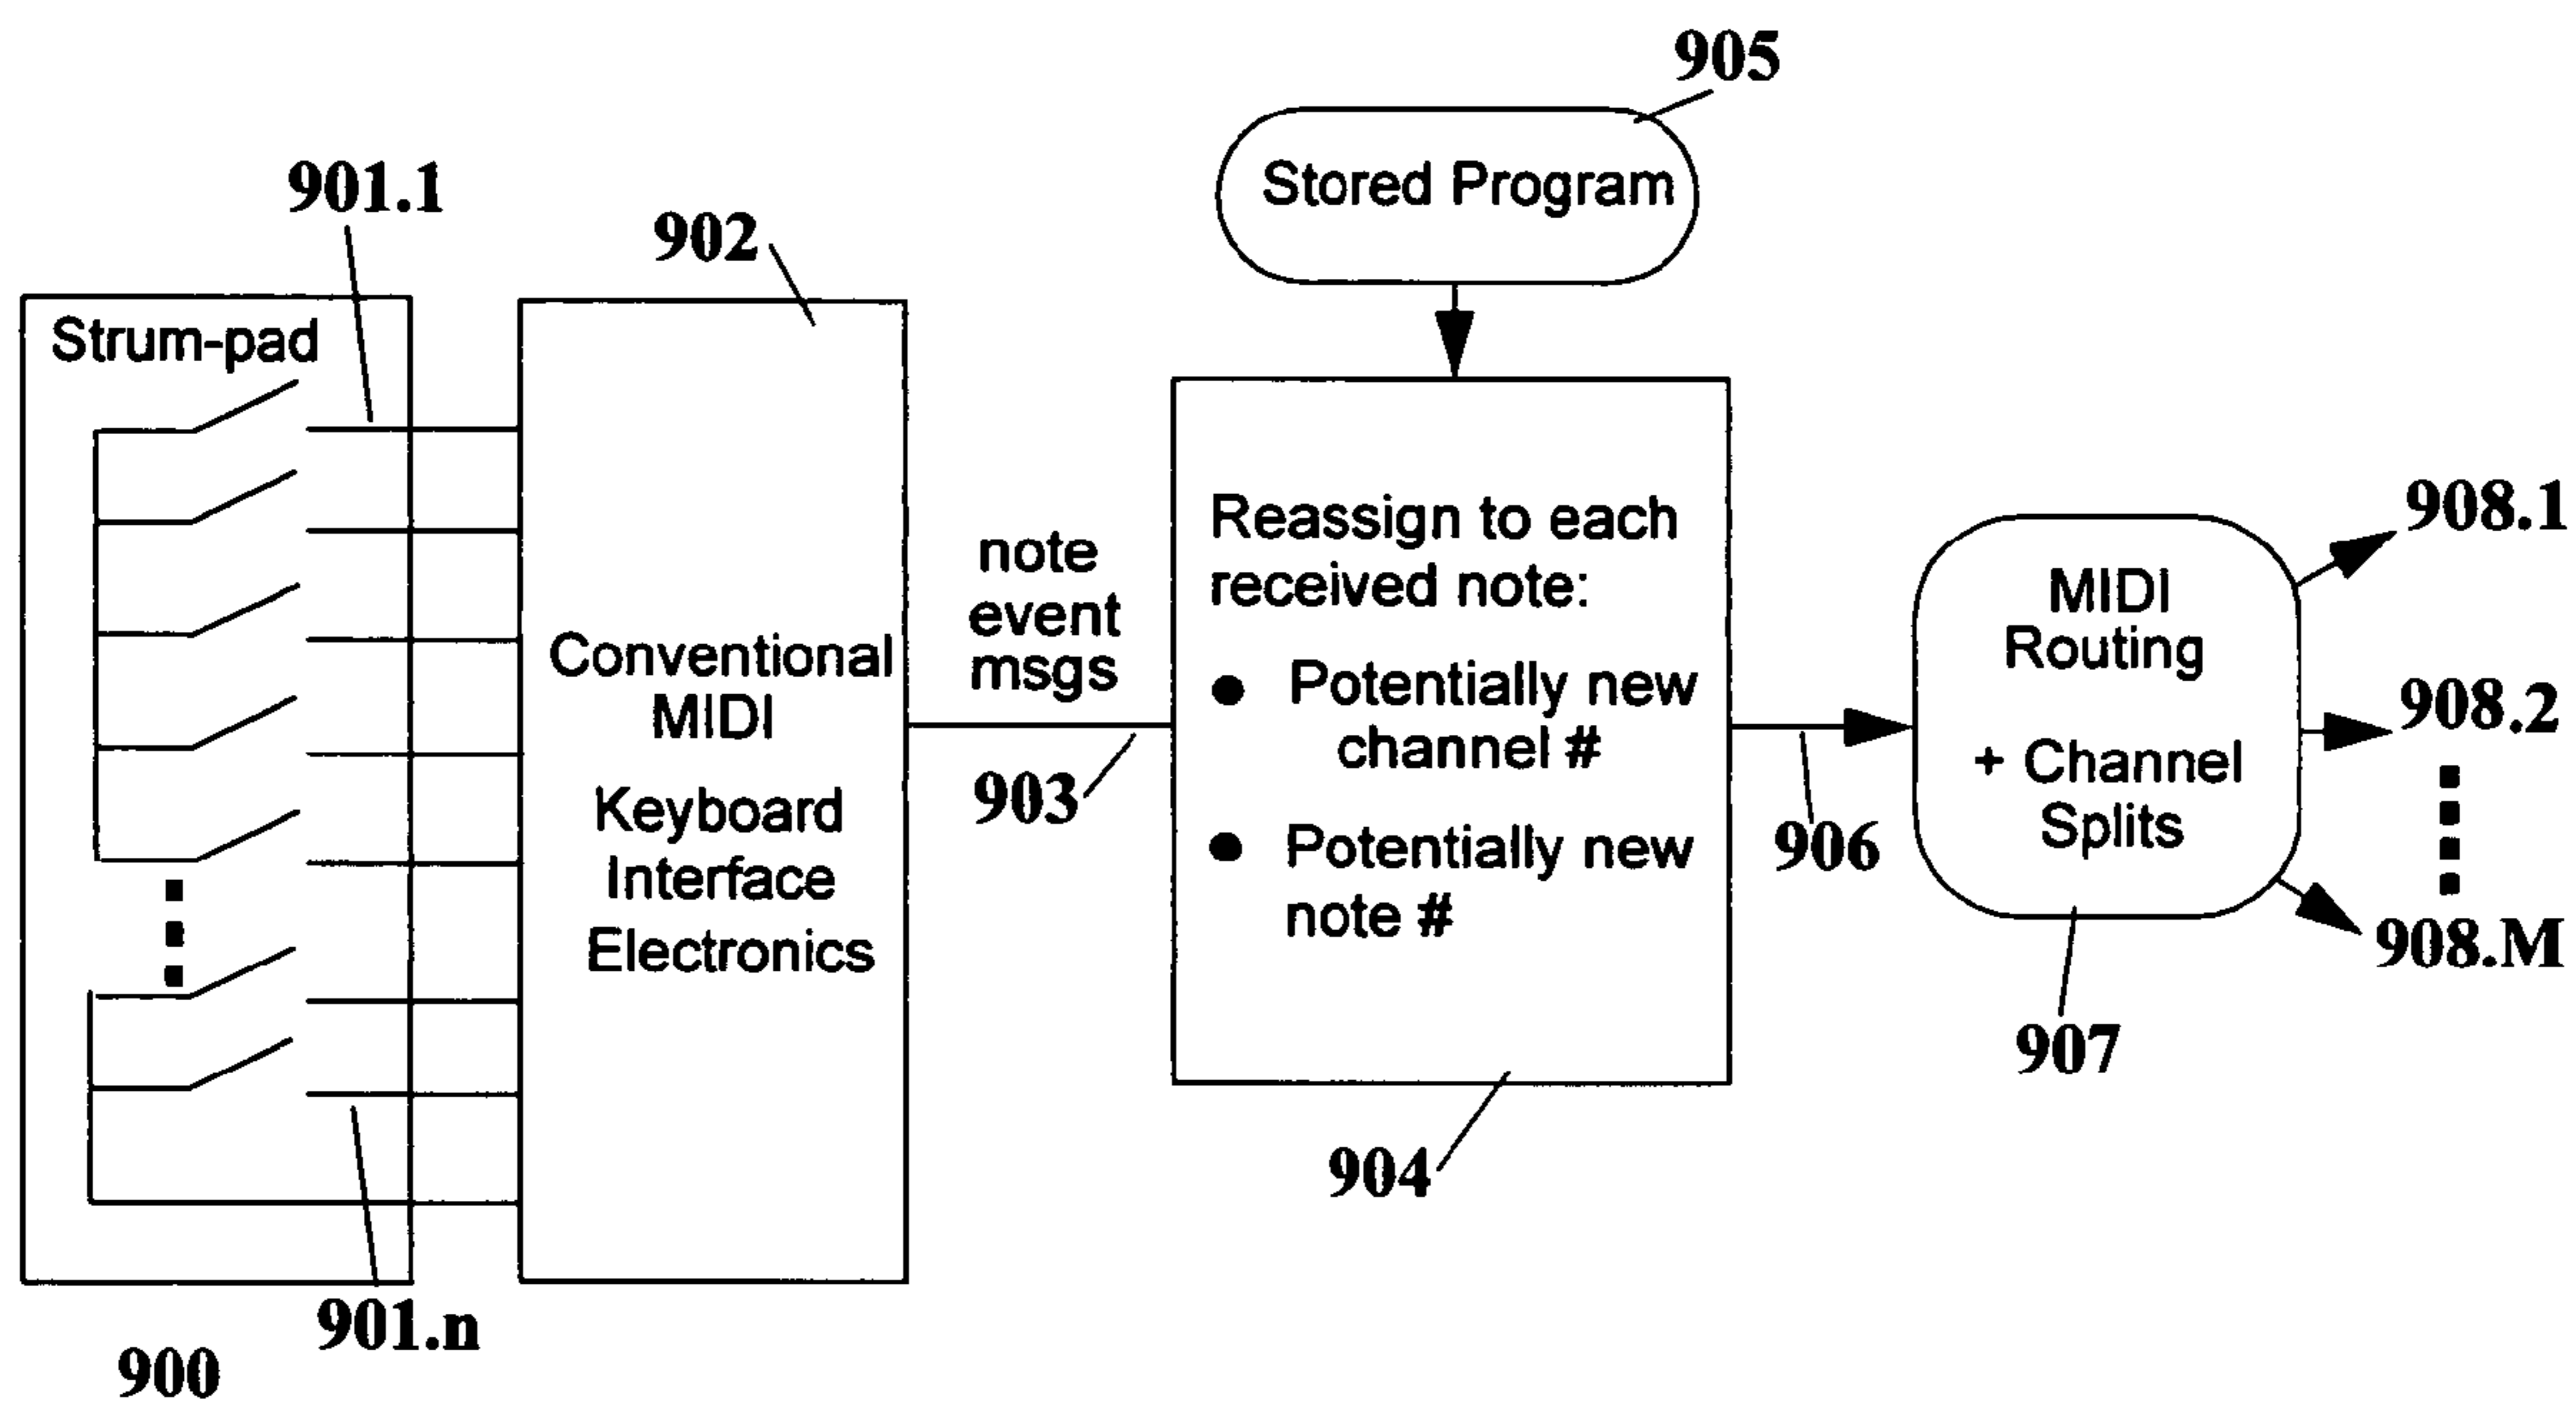 905
Stored Program
901.1
902
Strum-pad
Conventional
MIDI
Keyboard
Interface
Electronics
note
event
msgs
903
Reassign to each
received note:
● Potentially new
channel #
● Potentially new
note #
904
906
MIDI
Routing
+ Channel
Splits
907
908.1
908.2
908.M
901.n
900